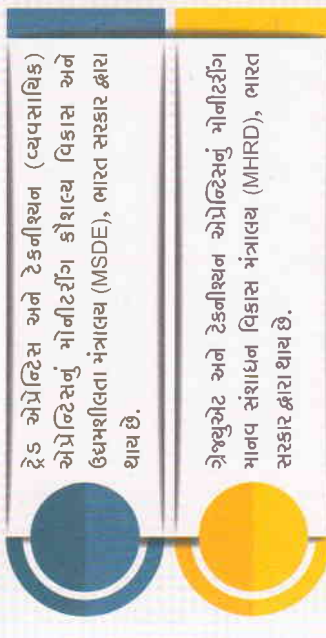 ટ્રેડ એપ્રેન્ટિસ અને ટેકનીશ્યન (વ્યવસાયિક)
એપ્રેન્ટિસનું મોનીટરીંગ કૌશલ્ય વિકાસ અને
ઉદ્યમશીલતા મંત્રાલય (MSDE), ભારત સરકાર દ્વારા
થાય છે.
ગ્રેજ્યુએટ અને ટેકનીશ્યન એપ્રેન્ટિસનું મોનીટરીંગ
માનવ સંશાધન વિકાસ મંત્રાલય (MHRD), ભારત
સરકાર દ્વારા થાય છે.